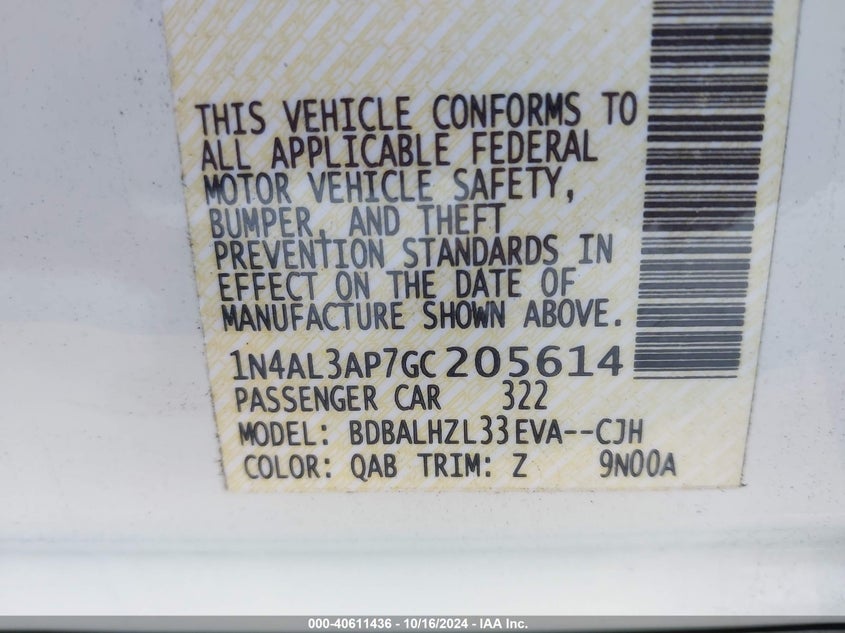 THIS VEHICLE CONFORMS TO
ALL APPLICABLE FEDERAL
MOTOR VEHICLE SAFETY,
BUMPER, AND THEFT
PREVENTION STANDARDS IN
EFFECT ON THE DATE OF
MANUFACTURE SHOWN ABOVE.
1N4AL3AP7GC205614
PASSENGER CAR 322
MODEL: BDBALHZL33EVA--CJH
COLOR: QAB TRIM: Z 9N00A
000-40611436 - 10/16/2024 - IAA Inc.